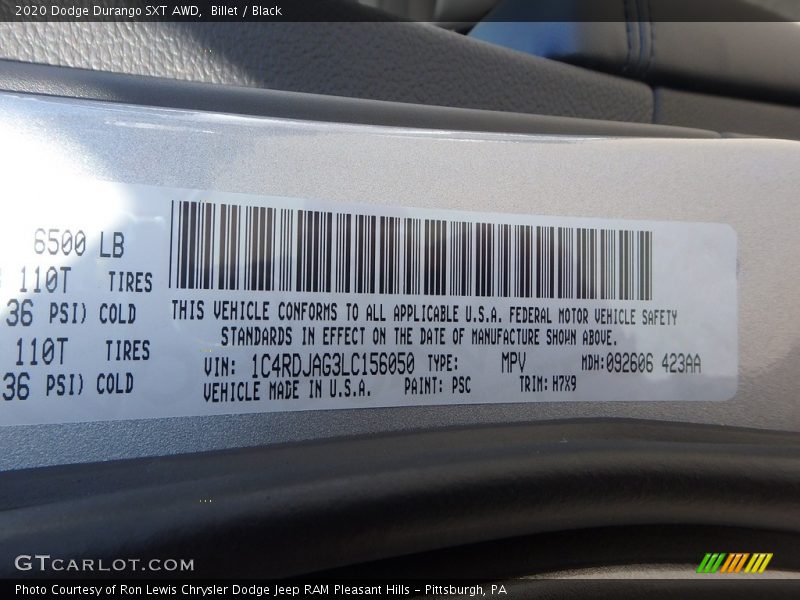 2020 Dodge Durango SXT AWD,  Billet / Black
6500 LB
110T TIRES
36 PSI) COLD
110T TIRES
36 PSI) COLD
THIS VEHICLE CONFORMS TO ALL APPLICABLE U.S.A. FEDERAL MOTOR VEHICLE SAFETY
STANDARDS IN EFFECT ON THE DATE OF MANUFACTURE SHOWN ABOVE.
VIN: 1C4RDJAG3LC156050 TYPE: MPV MDH:092606 423AA
VEHICLE MADE IN U.S.A. PAINT: PSC TRIM: H7X9
GTCARLOT.COM
Photo Courtesy of Ron Lewis Chrysler Dodge Jeep RAM Pleasant Hills - Pittsburgh, PA